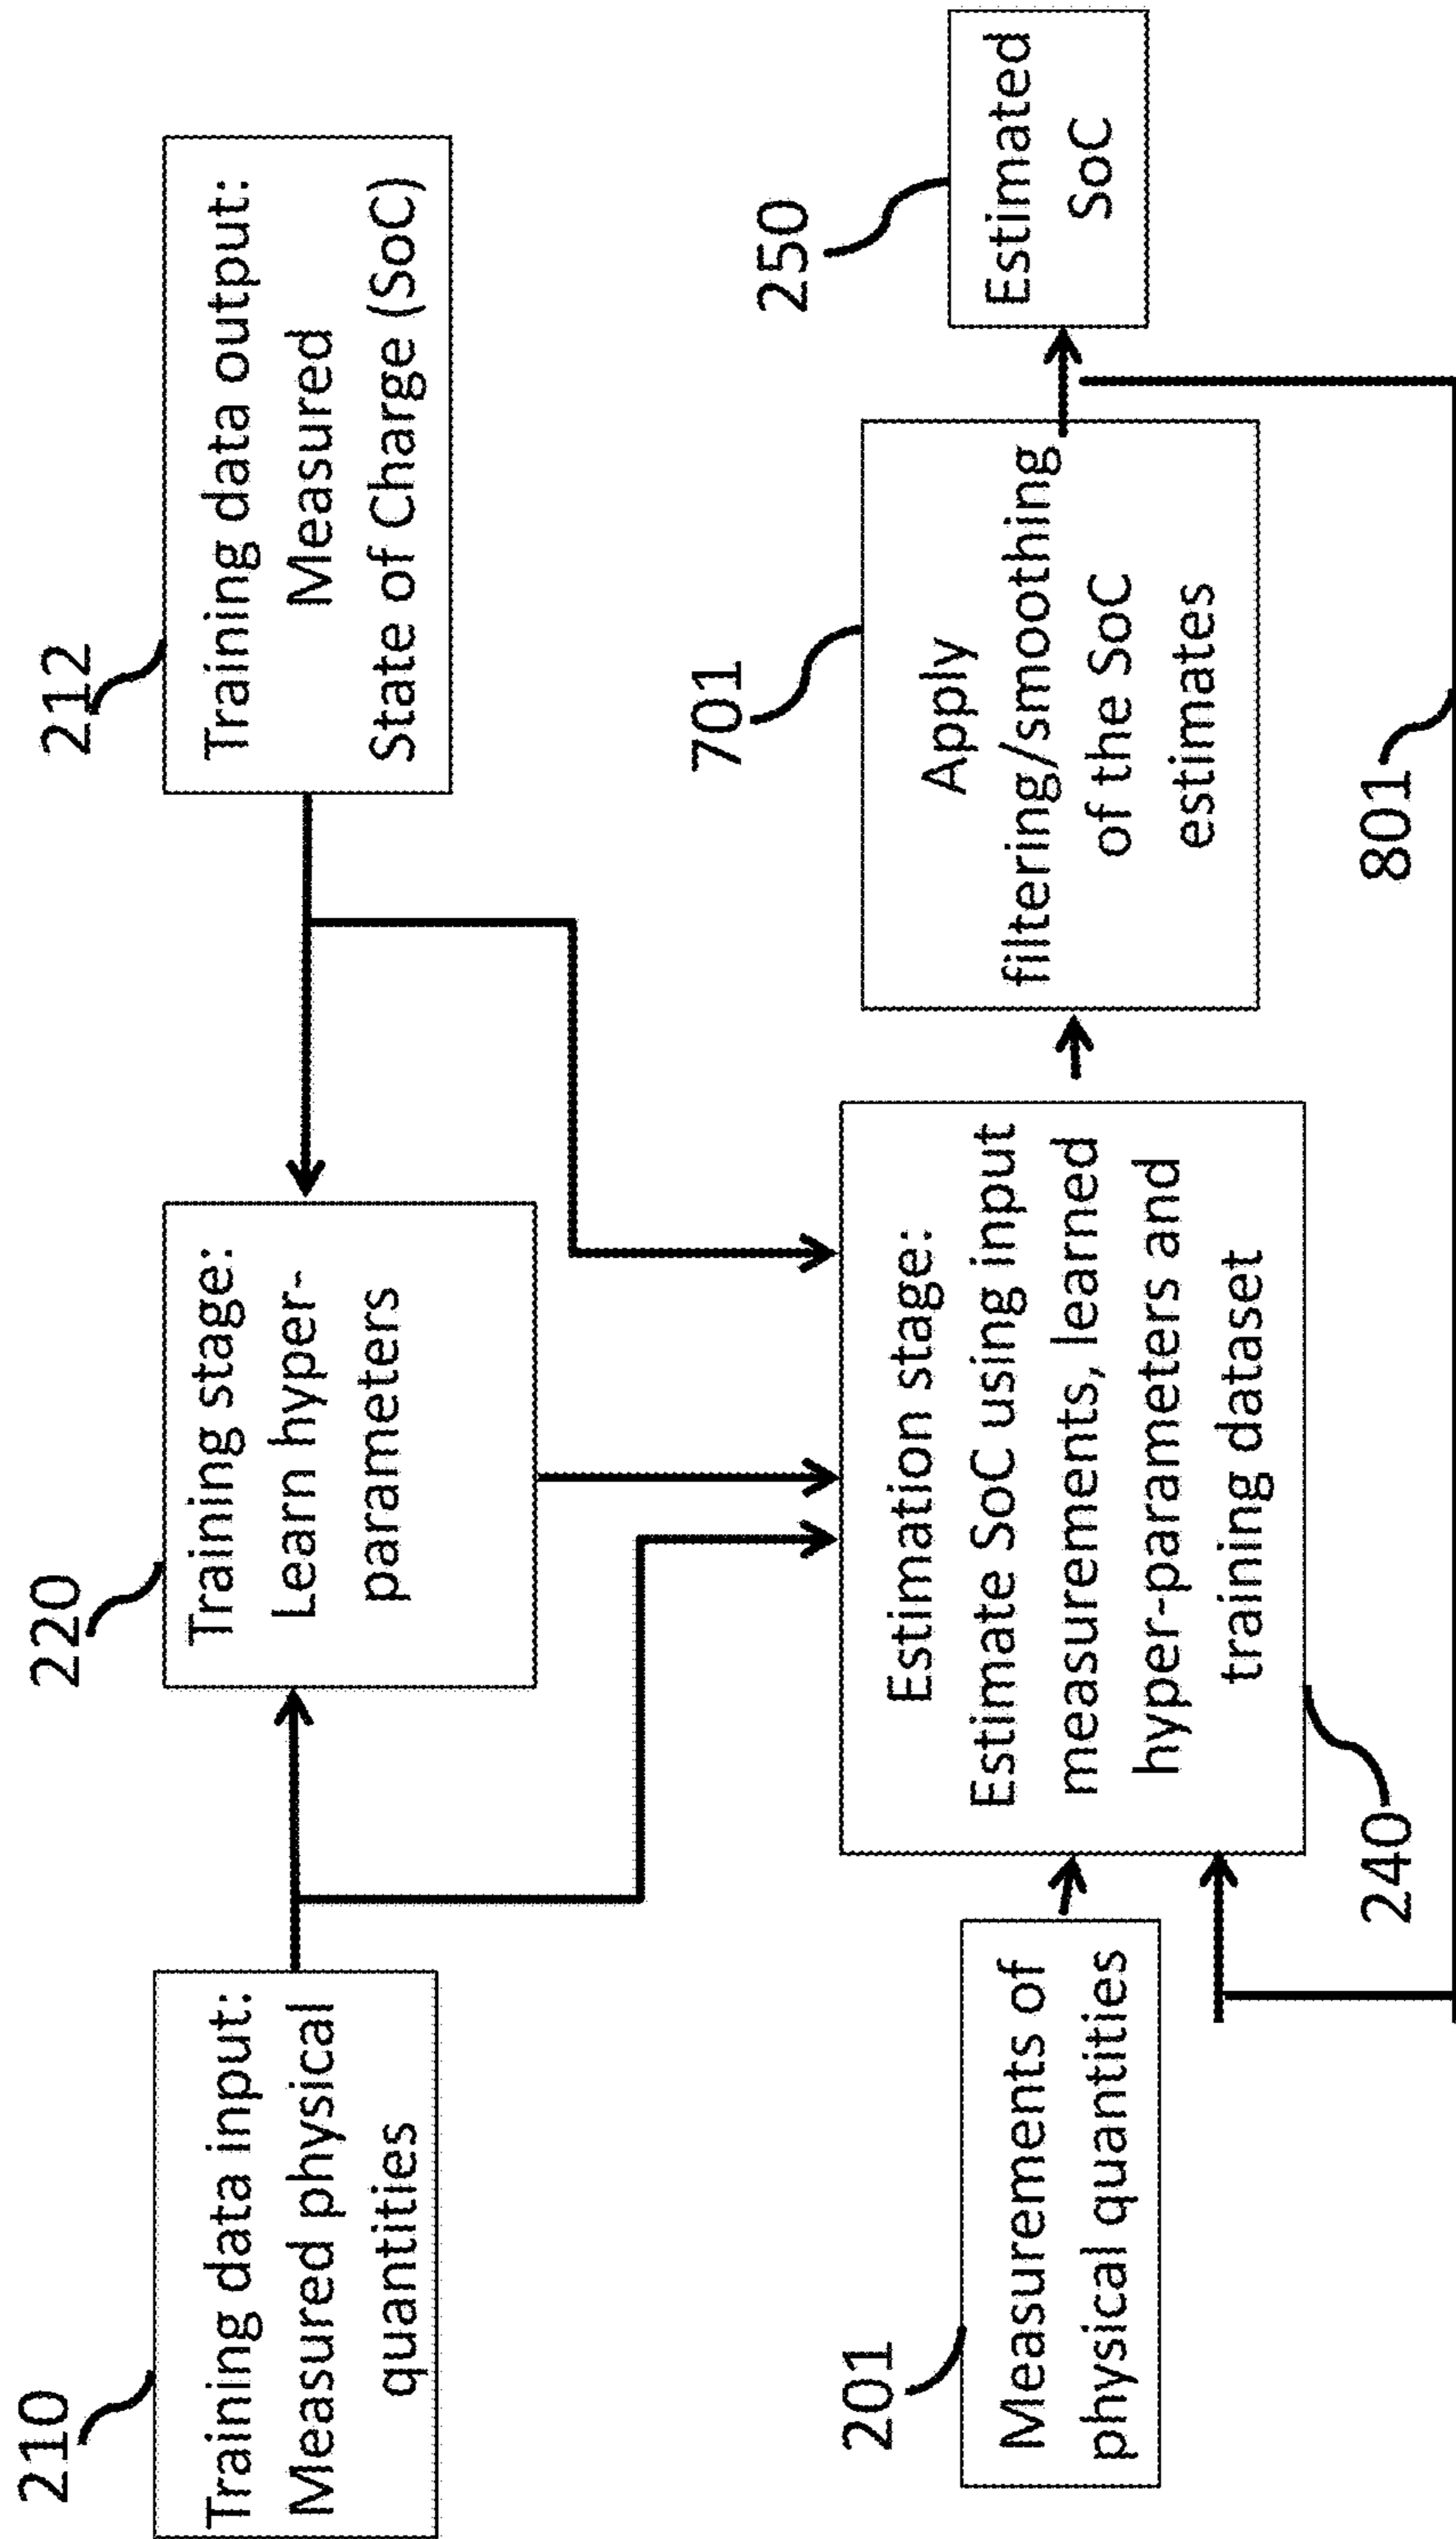 210
Training data input:
Measured physical
quantities
220
Training stage:
Learn hyper-
parameters
212
Training data output:
Measured
State of Charge (SoC)
201
Measurements of
physical quantities
240
Estimation stage:
Estimate SoC using input
measurements, learned
hyper-parameters and
training dataset
701
Apply
filtering/smoothing
of the SoC
estimates
250
Estimated
SoC
801